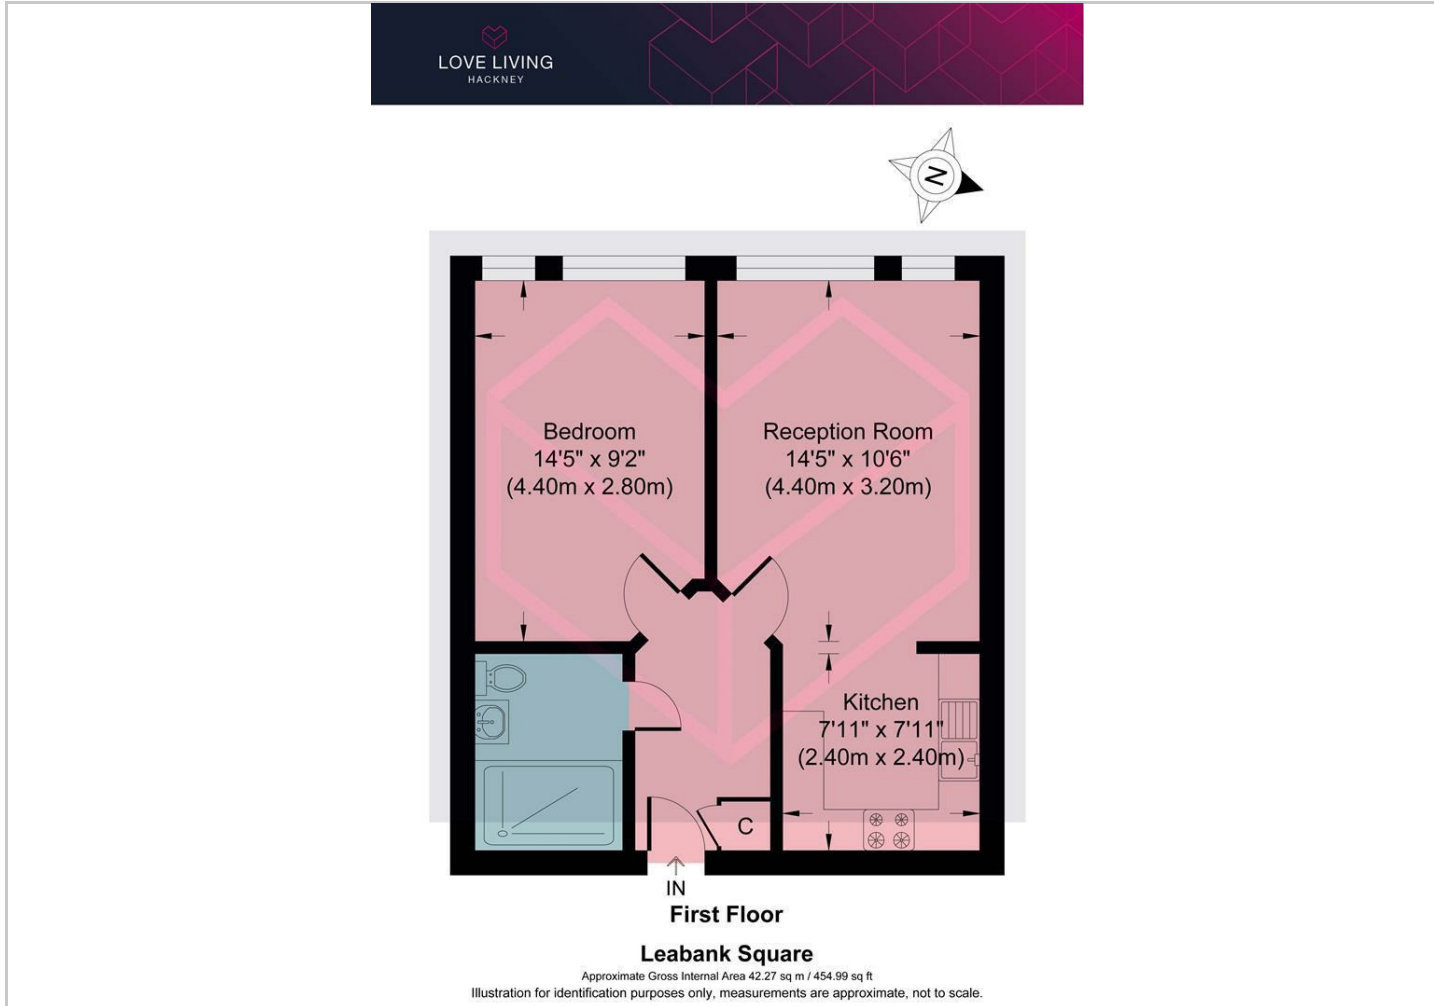 LOVE LIVING
HACKNEY
N
Bedroom
14'5" x 9'2"
(4.40m x 2.80m)
Reception Room
14'5" x 10'6"
(4.40m x 3.20m)
Kitchen
7'11" x 7'11"
(2.40m x 2.40m)
C
IN
First Floor
Leabank Square
Approximate Gross Internal Area 42.27 sq m / 454.99 sq ft
Illustration for identification purposes only, measurements are approximate, not to scale.